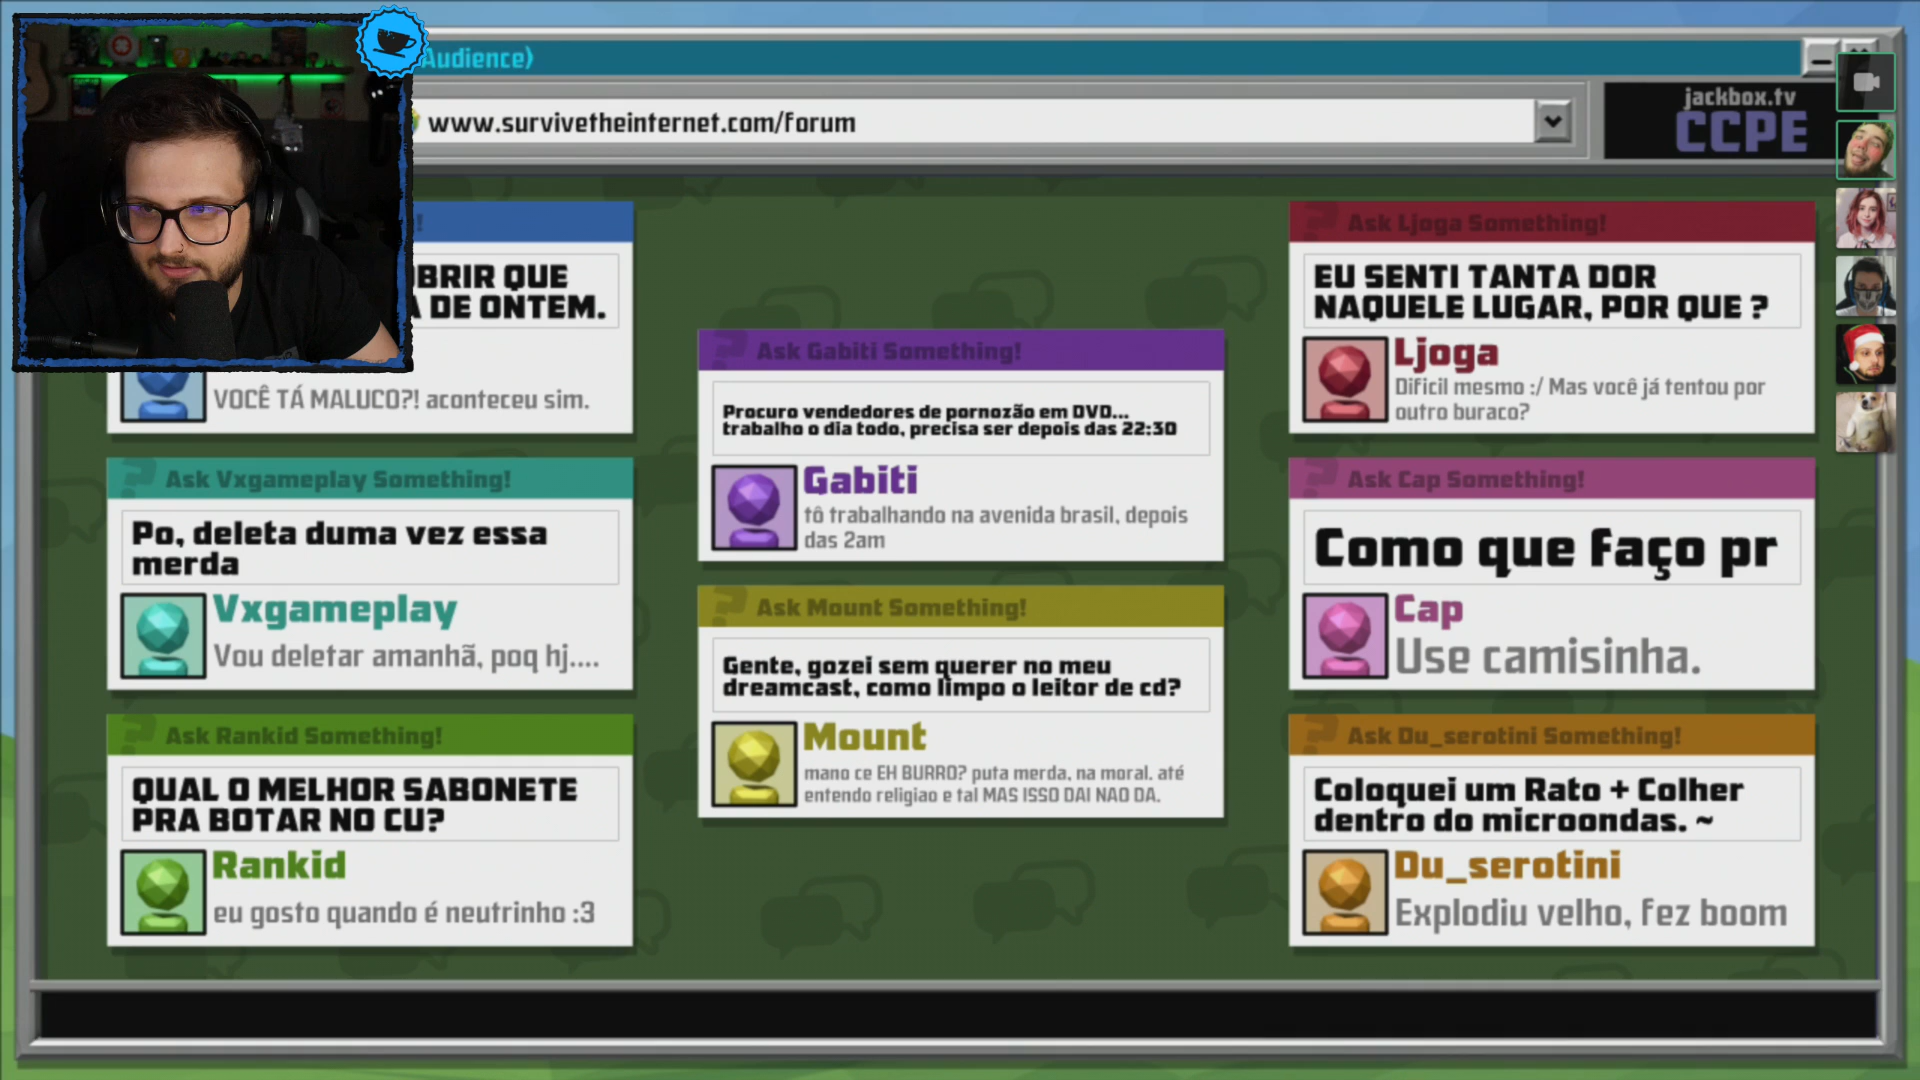 Audience)
www.survivetheinternet.com/forum
jackbox.tv
CCPE
!
BRIR QUE
DE ONTEM.
VOCÊ TÁ MALUCO?! aconteceu sim.
Ask Vxgameplay Something!
Po, deleta duma vez essa
merda
Vxgameplay
Vou deletar amanhã, poq hj....
Ask Rankid Something!
QUAL O MELHOR SABONETE
PRA BOTAR NO CU?
Rankid
eu gosto quando é neutrinho :3
Ask Gabiti Something!
Procuro vendedores de pornozão em DVD...
trabalho o dia todo, precisa ser depois das 22:30
Gabiti
tô trabalhando na avenida brasil, depois
das 2am
Ask Mount Something!
Gente, gozei sem querer no meu
dreamcast, como limpo o leitor de cd?
Mount
mano ce EH BURRO? puta merda, na moral. até
entendo religiao e tal MAS ISSO DAI NAO DA.
Ask Ljoga Something!
EU SENTI TANTA DOR
NAQUELE LUGAR, POR QUE ?
Ljoga
Dificil mesmo :/ Mas você já tentou por
outro buraco?
Ask Cap Something!
Como que faço pr
Cap
Use camisinha.
Ask Du_serotini Something!
Coloquei um Rato + Colher
dentro do microondas. ~
Du_serotini
Explodiu velho, fez boom